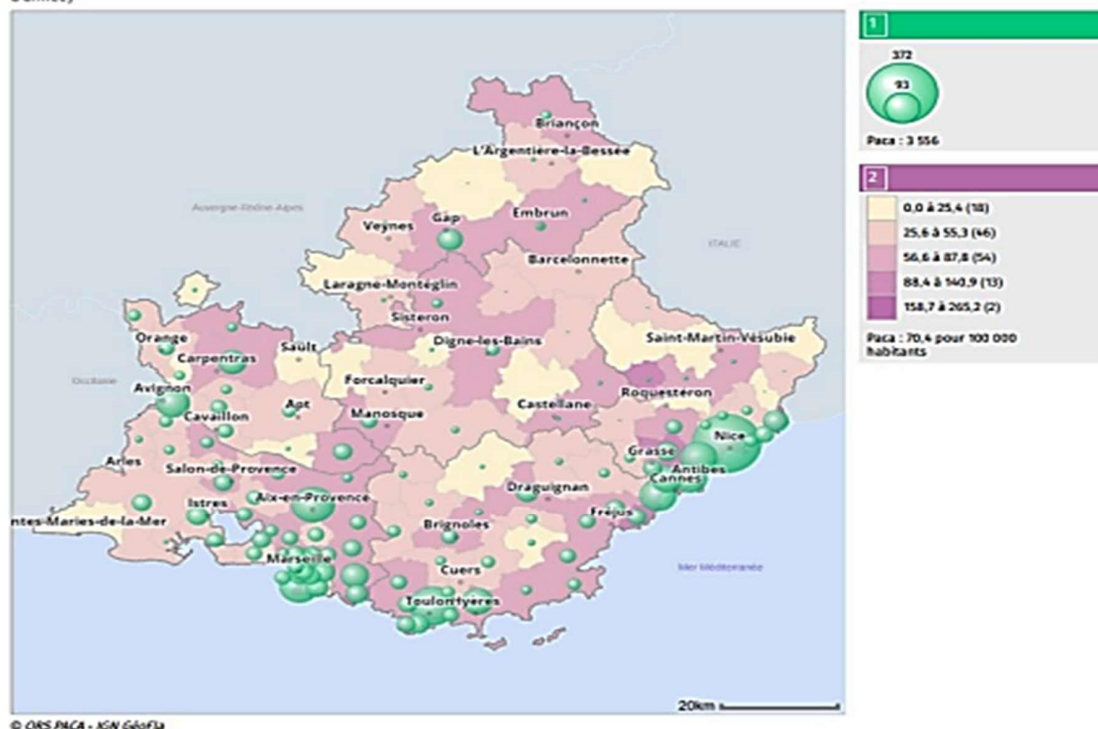 Auvergne-Rhône-Alpes
Briançon
L'Argentière-la-Bessée
Veynes
Gap
Embrun
ITALIE
Barcelonnette
Laragne-Montéglin
Sisteron
Orange
Carpentras
Sault
Digne-les-Bains
Saint-Martin-Vésubie
Occitanie
Avignon
Forcalquier
Roquestéron
Cavaillon
Apt
Manosque
Castellane
Nice
Grasse
Arles
Salon-de-Provence
Antibes
Cannes
Draguignan
Istres
Aix-en-Provence
Fréjus
ntes-Maries-de-la-Mer
Brignoles
Marseille
Cuers
Mer Méditerranée
Toulon
Hyères
20km
© ORS PACA - IGN GéoFla
1
372
93
Paca : 3 556
2
0,0 à 25,4 (18)
25,6 à 55,3 (46)
56,6 à 87,8 (54)
88,4 à 140,9 (13)
158,7 à 265,2 (2)
Paca : 70,4 pour 100 000
habitants